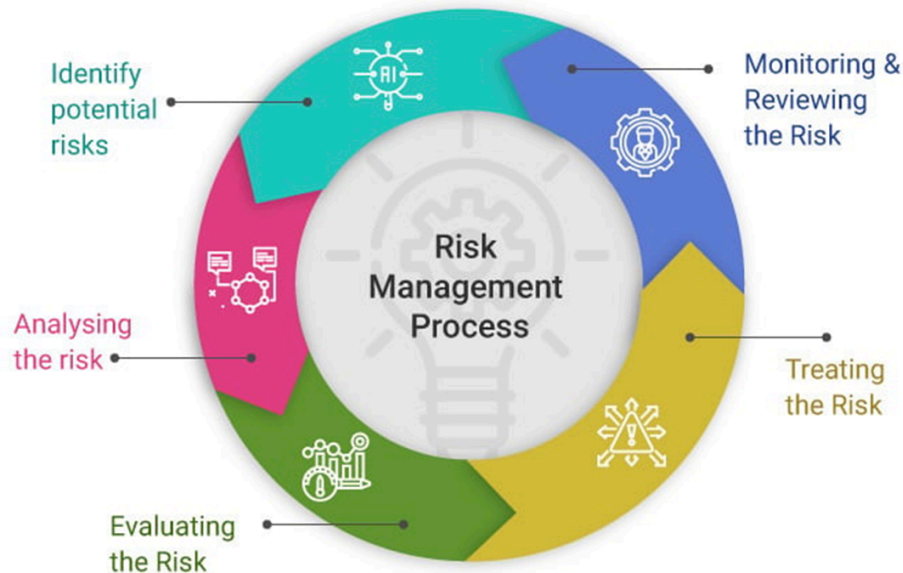 Identify
potential
risks
Monitoring &
Reviewing
the Risk
AI
Risk
Management
Process
Analysing
the risk
Treating
the Risk
Evaluating
the Risk